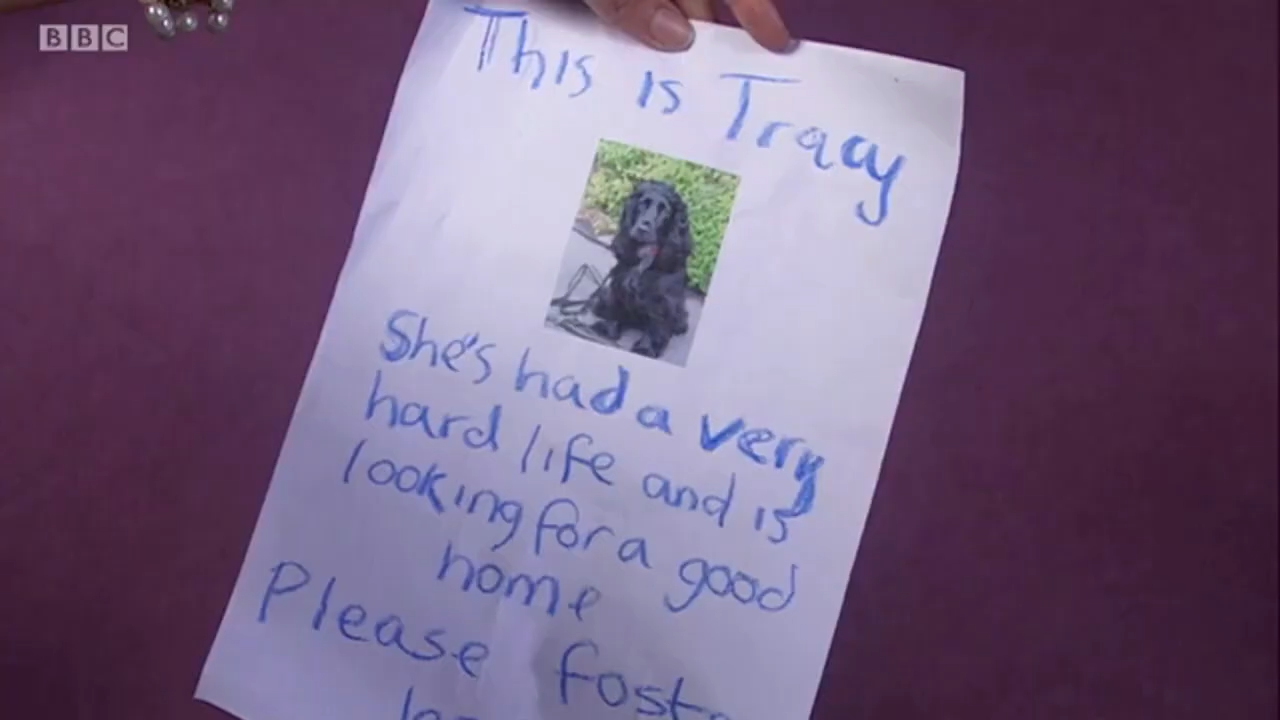 BBC
This is Tracy
She's had a very
hard life and is
looking for a good
home
Please